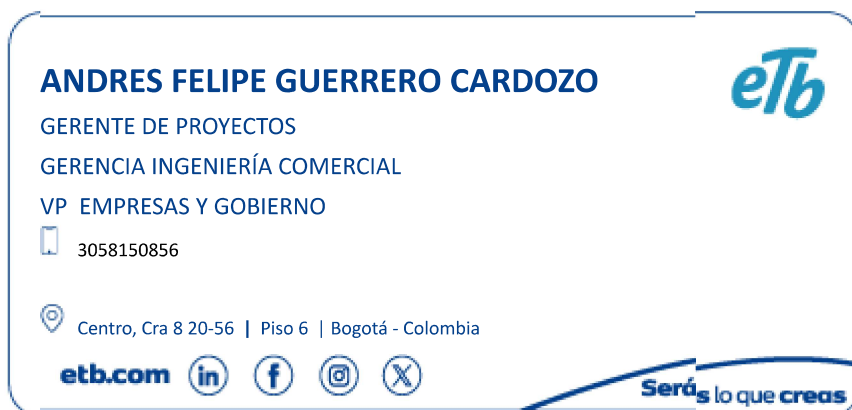 ANDRES FELIPE GUERRERO CARDOZO
eTb
GERENTE DE PROYECTOS
GERENCIA INGENIERÍA COMERCIAL
VP  EMPRESAS Y GOBIERNO
3058150856
Centro, Cra 8 20-56 | Piso 6 | Bogotá - Colombia
etb.com in f X
Serás lo que creas